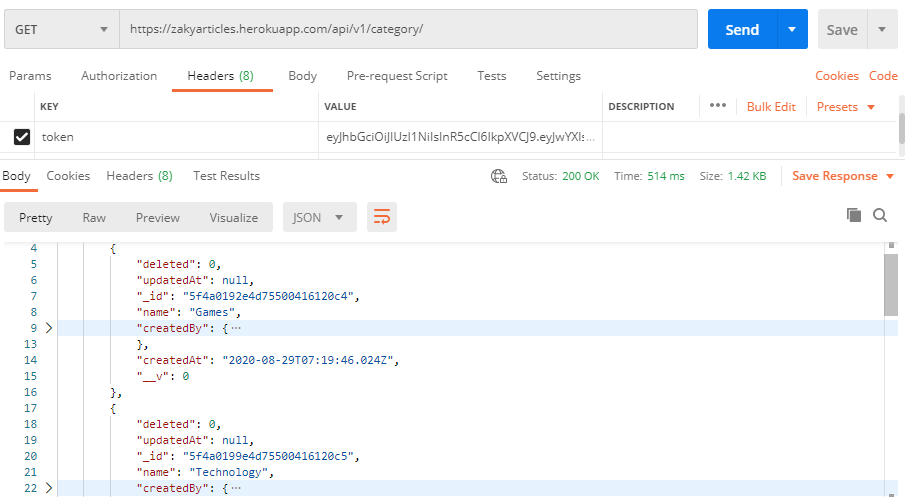 GET https://zakyarticles.herokuapp.com/api/v1/category/ Send Save
Params Authorization Headers (8) Body Pre-request Script Tests Settings Cookies Code
KEY VALUE DESCRIPTION ••• Bulk Edit Presets
token eyJhbGciOiJIUzI1NiIsInR5cCI6IkpXVCJ9.eyJwYXls...
Body Cookies Headers (8) Test Results Status: 200 OK Time: 514 ms Size: 1.42 KB Save Response
Pretty Raw Preview Visualize JSON
4 {
5 "deleted": 0,
6 "updatedAt": null,
7 "_id": "5f4a0192e4d75500416120c4",
8 "name": "Games",
9 "createdBy": { ···
13 },
14 "createdAt": "2020-08-29T07:19:46.024Z",
15 "__v": 0
16 },
17 {
18 "deleted": 0,
19 "updatedAt": null,
20 "_id": "5f4a0199e4d75500416120c5",
21 "name": "Technology",
22 "createdBy": { ···